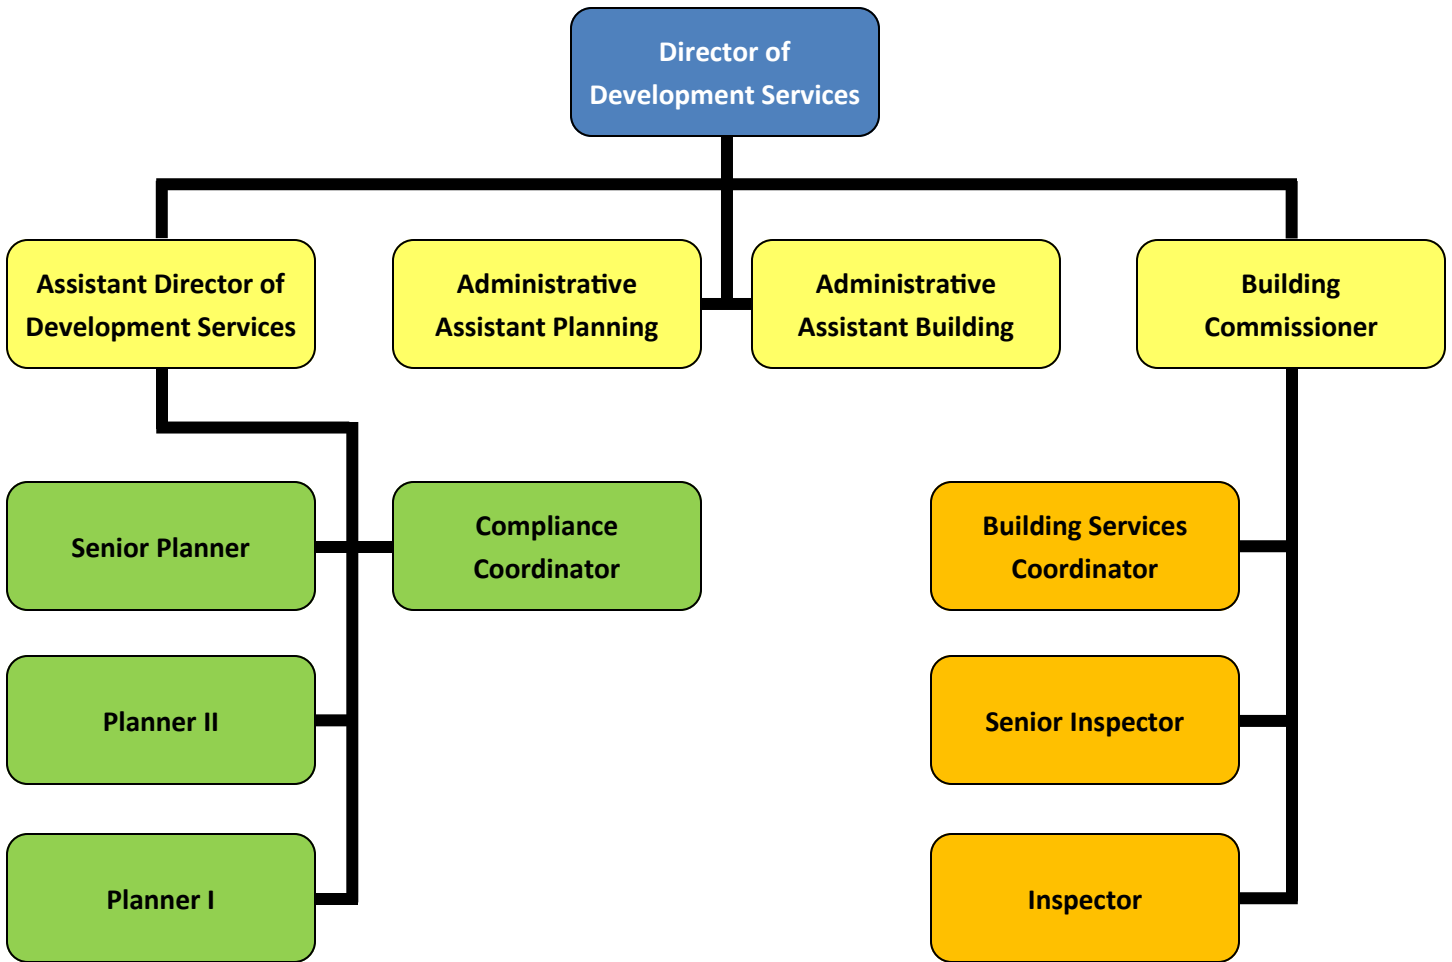 Director of
Development Services
Assistant Director of
Development Services
Administrative
Assistant Planning
Administrative
Assistant Building
Building
Commissioner
Senior Planner
Compliance
Coordinator
Building Services
Coordinator
Planner II
Senior Inspector
Planner I
Inspector